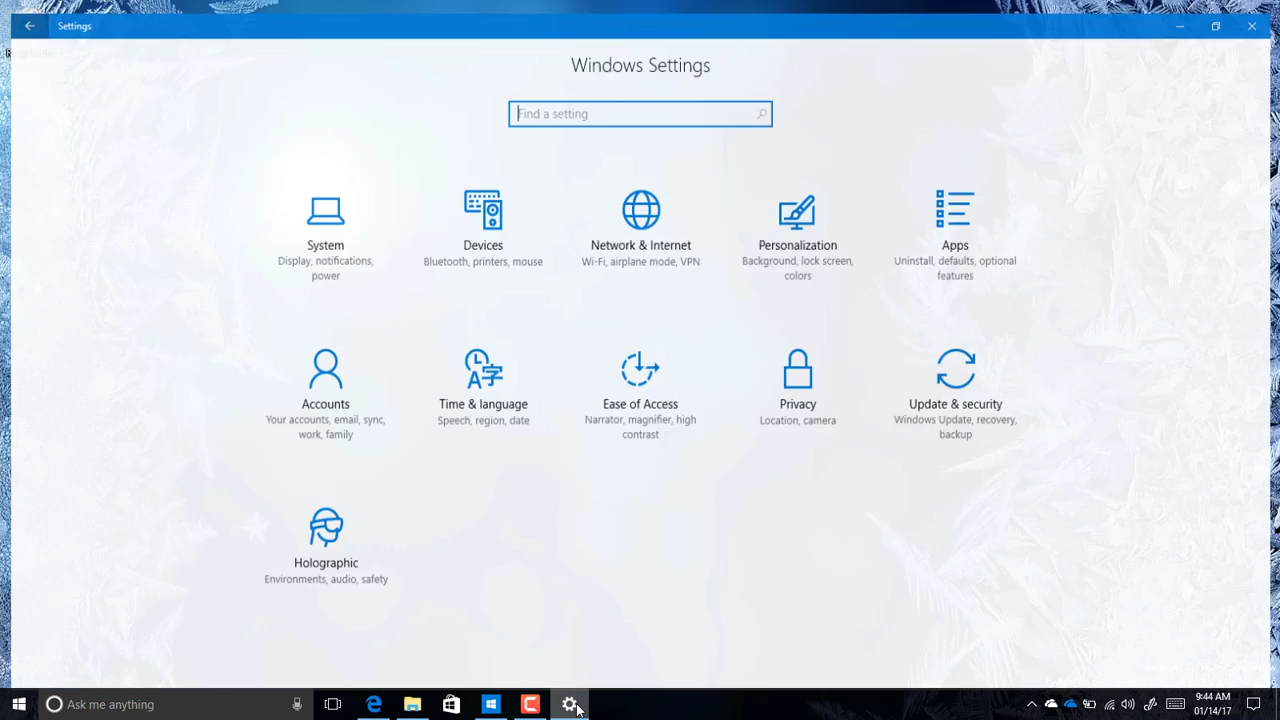 Settings
Windows Settings
Find a setting
System
Display, notifications,
power
Devices
Bluetooth, printers, mouse
Network & Internet
Wi-Fi, airplane mode, VPN
Personalization
Background, lock screen,
colors
Apps
Uninstall, defaults, optional
features
Accounts
Your accounts, email, sync,
work, family
Time & language
Speech, region, date
Ease of Access
Narrator, magnifier, high
contrast
Privacy
Location, camera
Update & security
Windows Update, recovery,
backup
Holographic
Environments, audio, safety
Ask me anything
9:44 AM
01/14/17